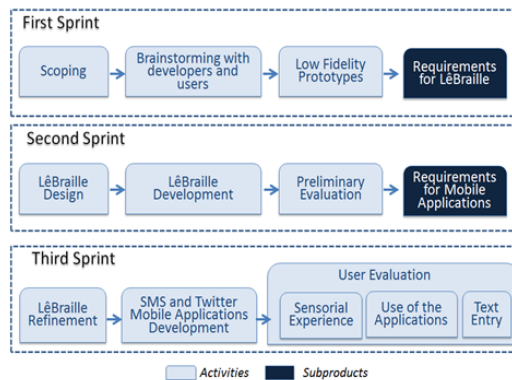 First Sprint
Scoping
Brainstorming with
developers and
users
Low Fidelity
Prototypes
Requirements
for LêBraille
Second Sprint
LêBraille
Design
LêBraille
Development
Preliminary
Evaluation
Requirements
for Mobile
Applications
Third Sprint
LêBraille
Refinement
SMS and Twitter
Mobile Applications
Development
User Evaluation
Sensorial
Experience
Use of the
Applications
Text
Entry
Activities
Subproducts